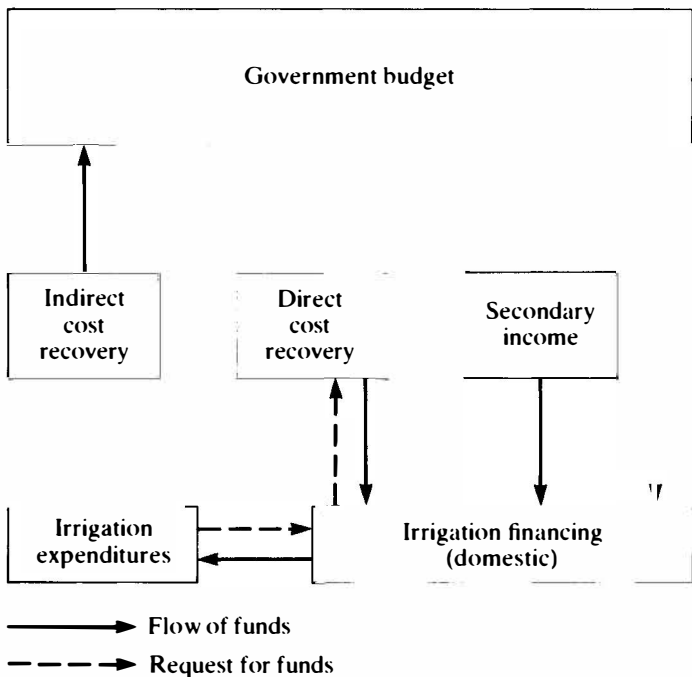 Government budget
Indirect
cost
recovery
Direct
cost
recovery
Secondary
income
Irrigation
expenditures
Irrigation financing
(domestic)
Flow of funds
Request for funds